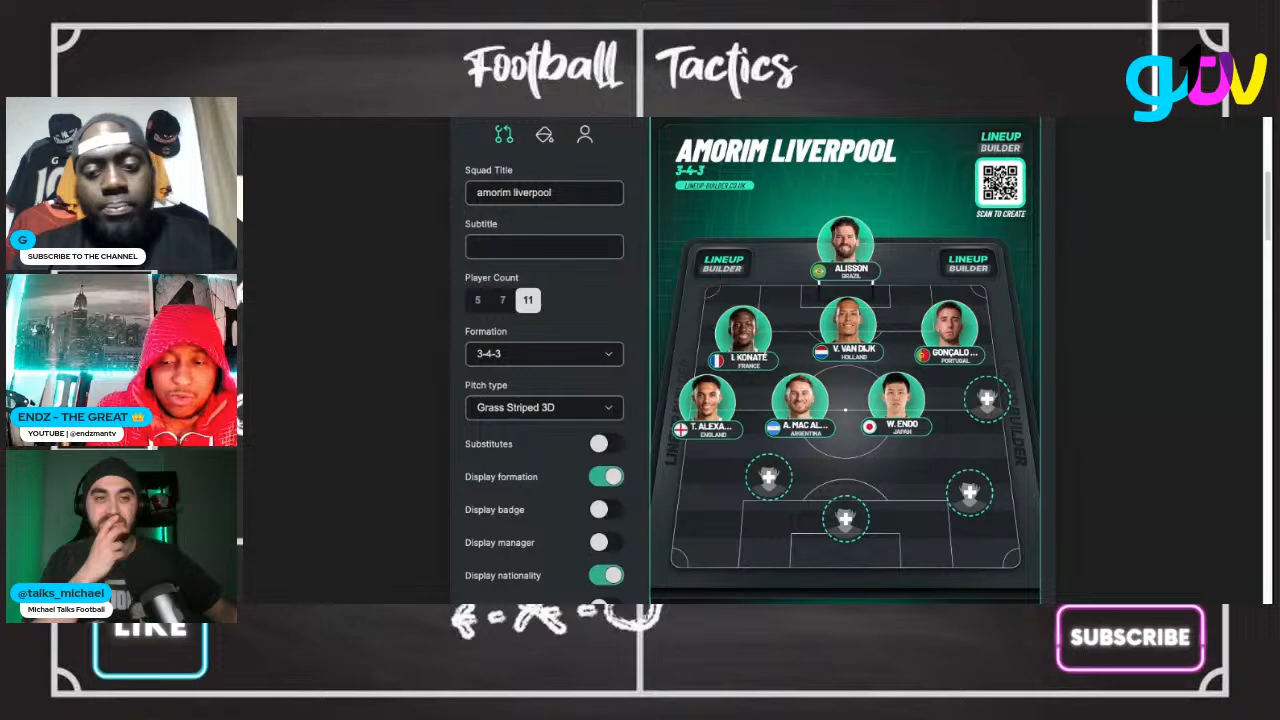 Football Tactics
g1tv
G
SUBSCRIBE TO THE CHANNEL
ENDZ - THE GREAT 👑
YOUTUBE | @endzmantv
@talks_michael
Michael Talks Football
LIKE
SUBSCRIBE
Squad Title
amorim liverpool
Subtitle
Player Count
5 7 11
Formation
3-4-3
Pitch type
Grass Striped 3D
Substitutes
Display formation
Display badge
Display manager
Display nationality
AMORIM LIVERPOOL
3-4-3
LINEUP-BUILDER.CO.UK
LINEUP
BUILDER
SCAN TO CREATE
LINEUP
BUILDER
LINEUP
BUILDER
ALISSON
BRAZIL
I. KONATÉ
FRANCE
V. VAN DIJK
HOLLAND
GONÇALO ...
PORTUGAL
T. ALEXA...
ENGLAND
A. MAC AL...
ARGENTINA
W. ENDO
JAPAN